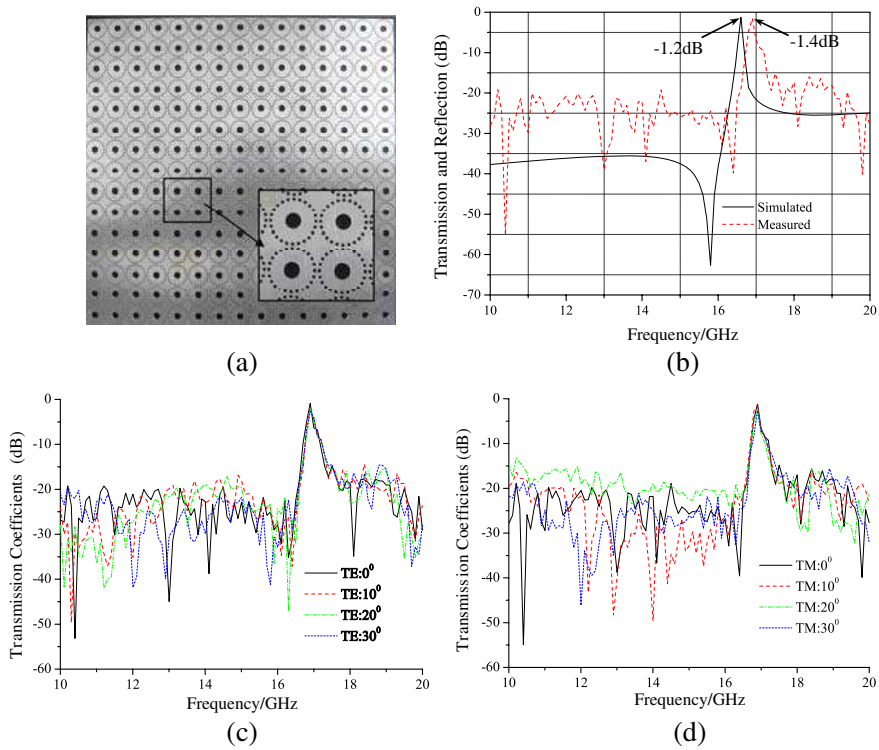 (a)
0
-10
-20
-30
-40
-50
-60
-70
Transmission and Reflection (dB)
-1.2dB
-1.4dB
Simulated
Measured
10 12 14 16 18 20
Frequency/GHz
(b)
0
-10
-20
-30
-40
-50
-60
Transmission Coefficients (dB)
TE:0⁰
TE:10⁰
TE:20⁰
TE:30⁰
10 12 14 16 18 20
Frequency/GHz
(c)
0
-10
-20
-30
-40
-50
-60
Transmission Coefficients (dB)
TM:0⁰
TM:10⁰
TM:20⁰
TM:30⁰
10 12 14 16 18 20
Frequency/GHz
(d)